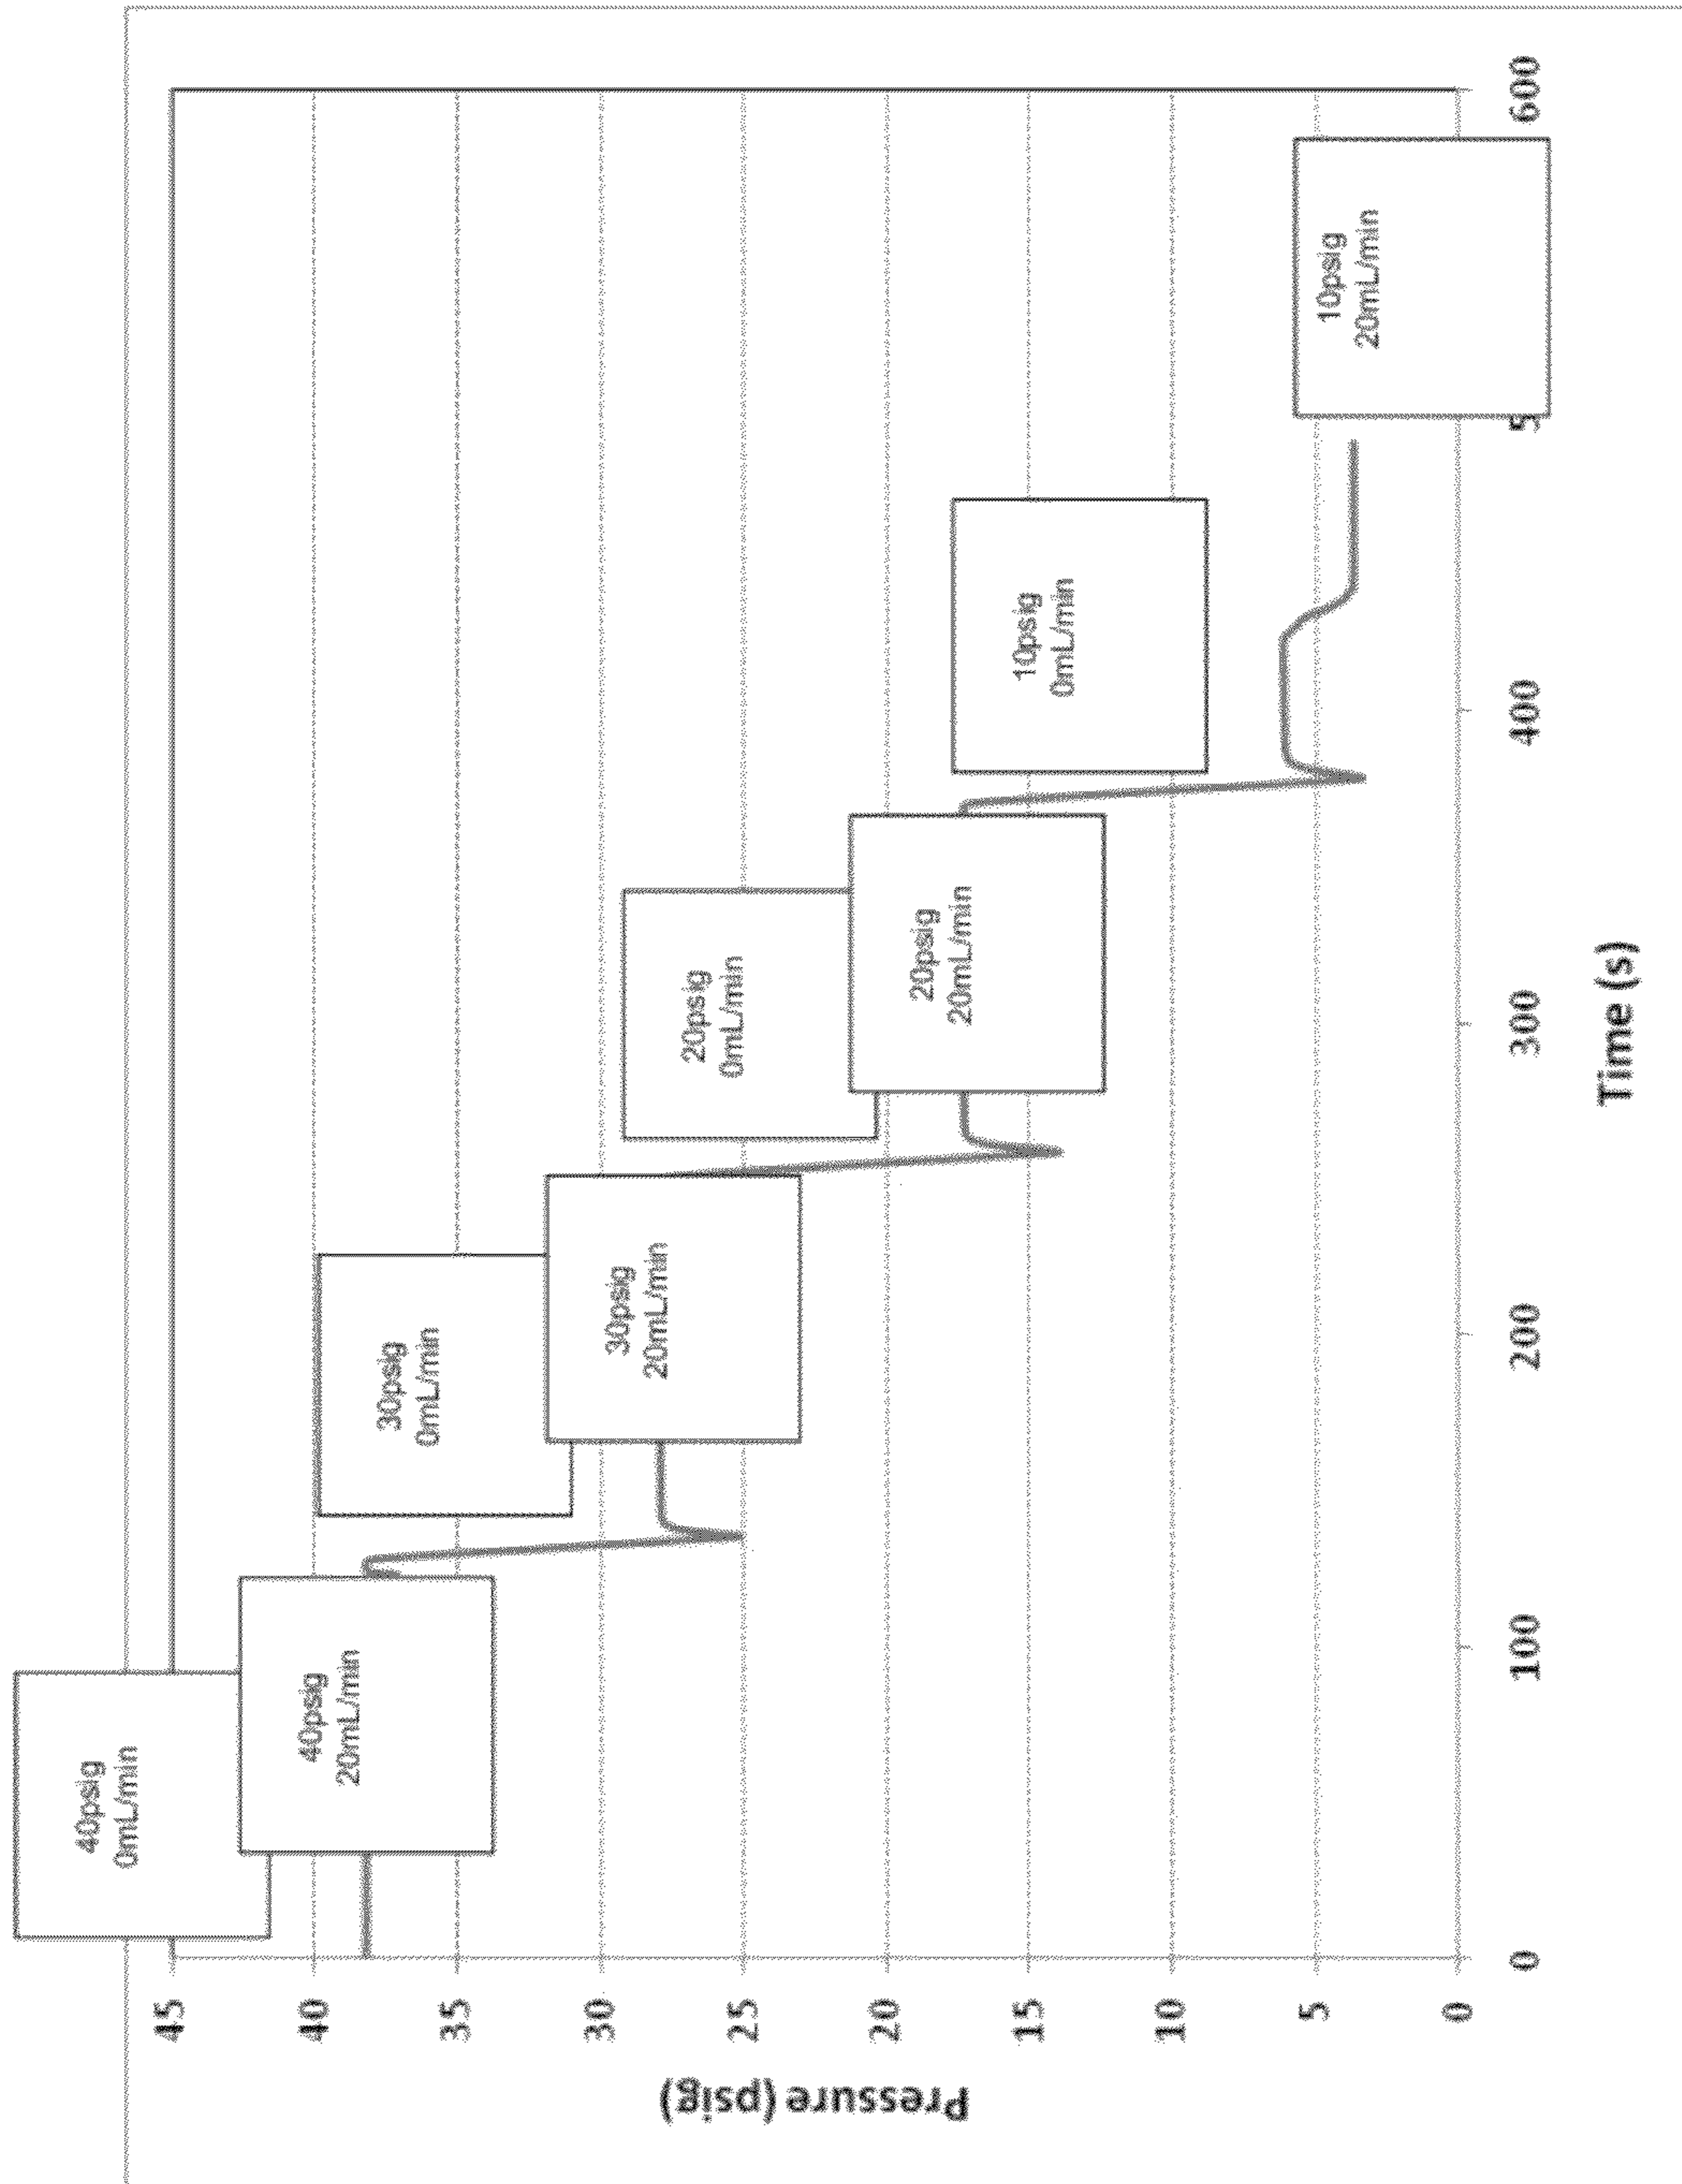 40psig
0mL/min
40psig
20mL/min
30psig
0mL/min
30psig
20mL/min
20psig
0mL/min
20psig
20mL/min
10psig
0mL/min
10psig
20mL/min
Pressure (psig)
45
40
35
30
25
20
15
10
5
0
0
100
200
300
400
5
600
Time (s)